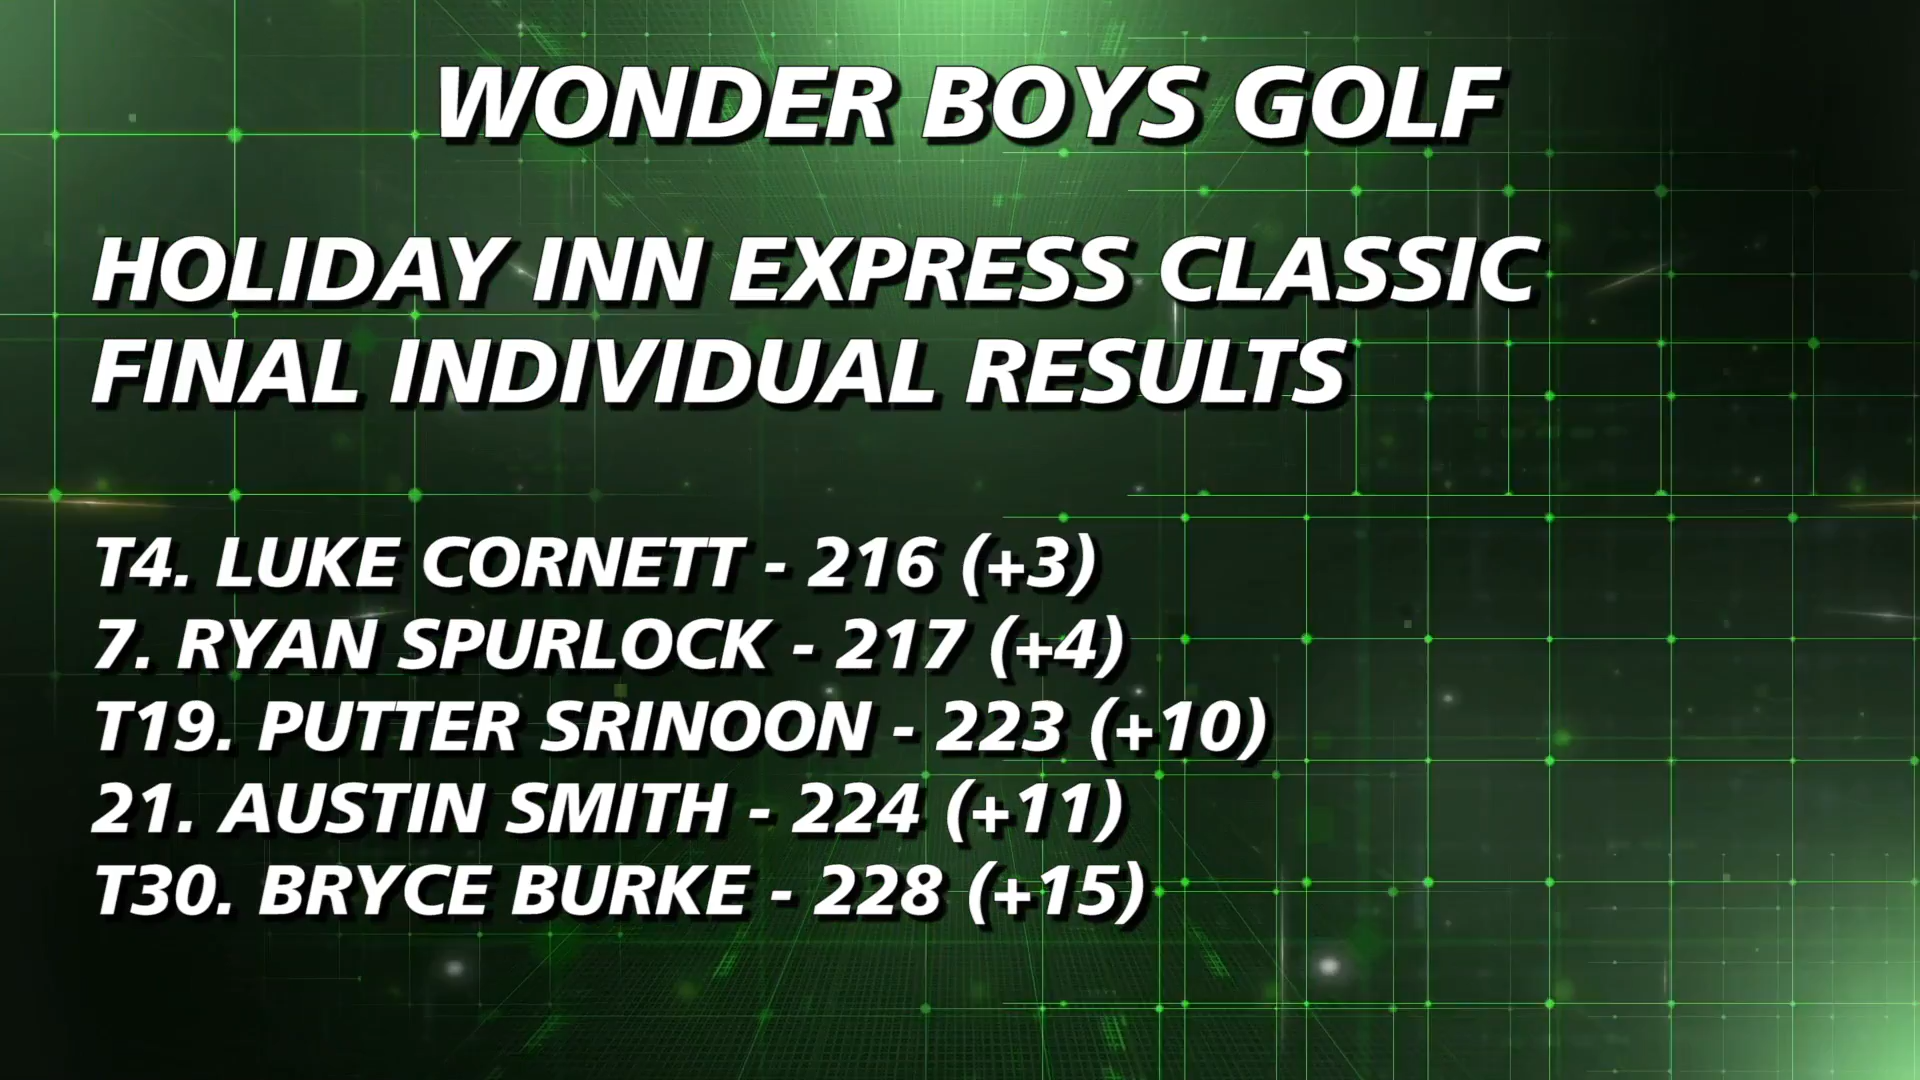 WONDER BOYS GOLF
HOLIDAY INN EXPRESS CLASSIC
FINAL INDIVIDUAL RESULTS
T4. LUKE CORNETT - 216 (+3)
7. RYAN SPURLOCK - 217 (+4)
T19. PUTTER SRINOON - 223 (+10)
21. AUSTIN SMITH - 224 (+11)
T30. BRYCE BURKE - 228 (+15)